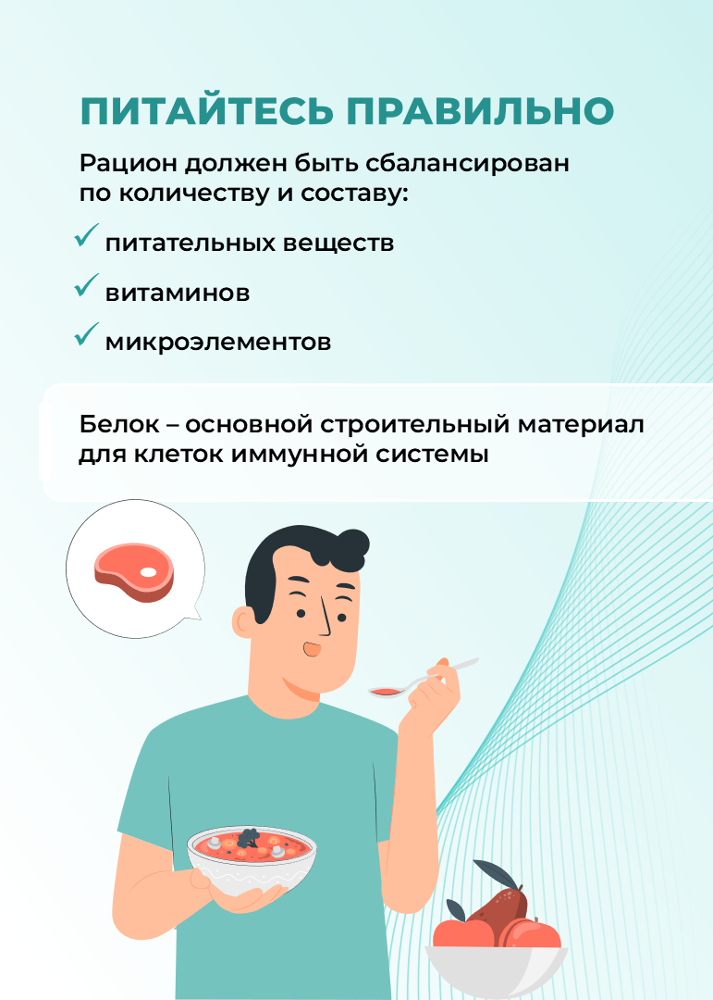 ПИТАЙТЕСЬ ПРАВИЛЬНО
Рацион должен быть сбалансирован
по количеству и составу:
питательных веществ
витаминов
микроэлементов
Белок – основной строительный материал
для клеток иммунной системы